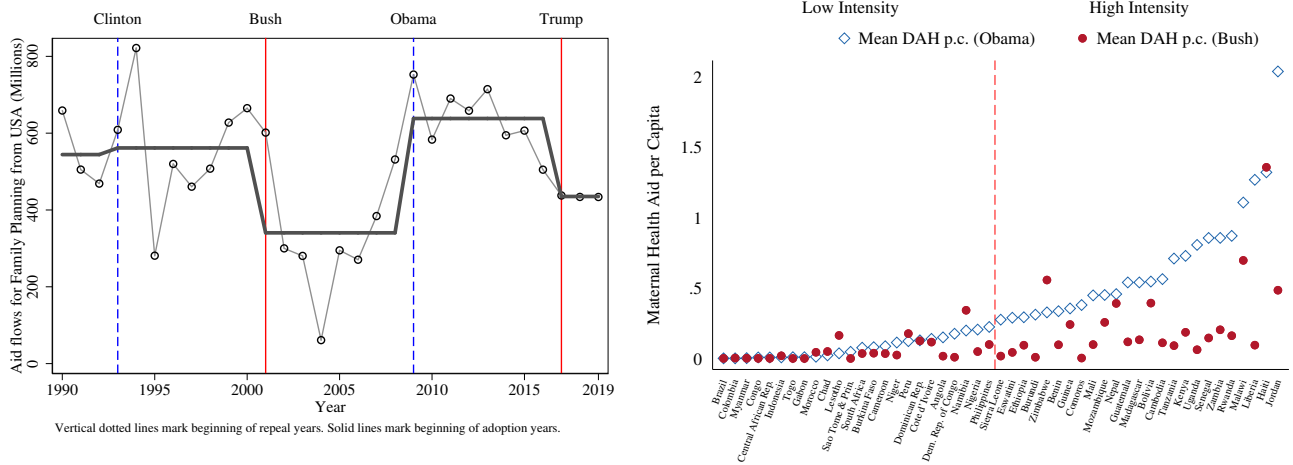 Clinton Bush Obama Trump
Aid flows for Family Planning from USA (Millions)
800
600
400
200
0
1990 1995 2000 2005 2010 2015 2019
Year
Vertical dotted lines mark beginning of repeal years. Solid lines mark beginning of adoption years.
Low Intensity High Intensity
Mean DAH p.c. (Obama) Mean DAH p.c. (Bush)
Maternal Health Aid per Capita
2
1.5
1
.5
0
Brazil
Colombia
Myanmar
Congo
Central African Rep.
Indonesia
Togo
Gabon
Morocco
Chad
Lesotho
Sao Tome & Prin.
South Africa
Burkina Faso
Cameroon
Niger
Peru
Dominican Rep.
Cote d'Ivoire
Angola
Dem. Rep. of Congo
Namibia
Nigeria
Philippines
Sierra Leone
Eswatini
Ethiopia
Burundi
Zimbabwe
Benin
Guinea
Comoros
Mali
Mozambique
Nepal
Guatemala
Madagascar
Bolivia
Cambodia
Tanzania
Kenya
Uganda
Senegal
Zambia
Rwanda
Malawi
Liberia
Haiti
Jordan